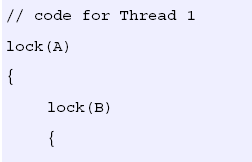 // code for Thread 1
lock(A)
{
lock(B)
{